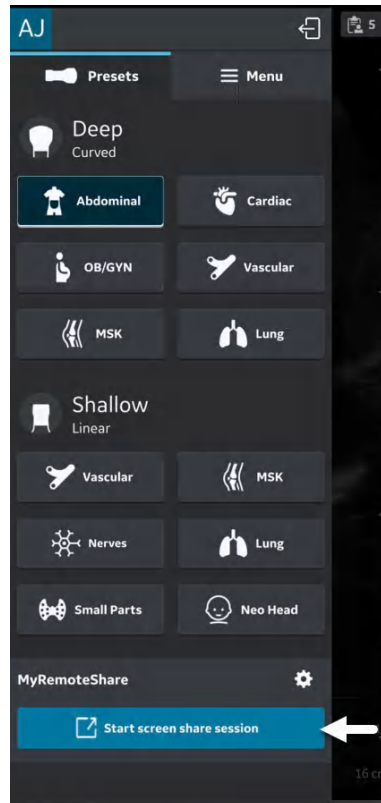 AJ
5
Presets
Menu
Deep
Curved
Abdominal
Cardiac
OB/GYN
Vascular
MSK
Lung
Shallow
Linear
Vascular
MSK
Nerves
Lung
Small Parts
Neo Head
MyRemoteShare
Start screen share session